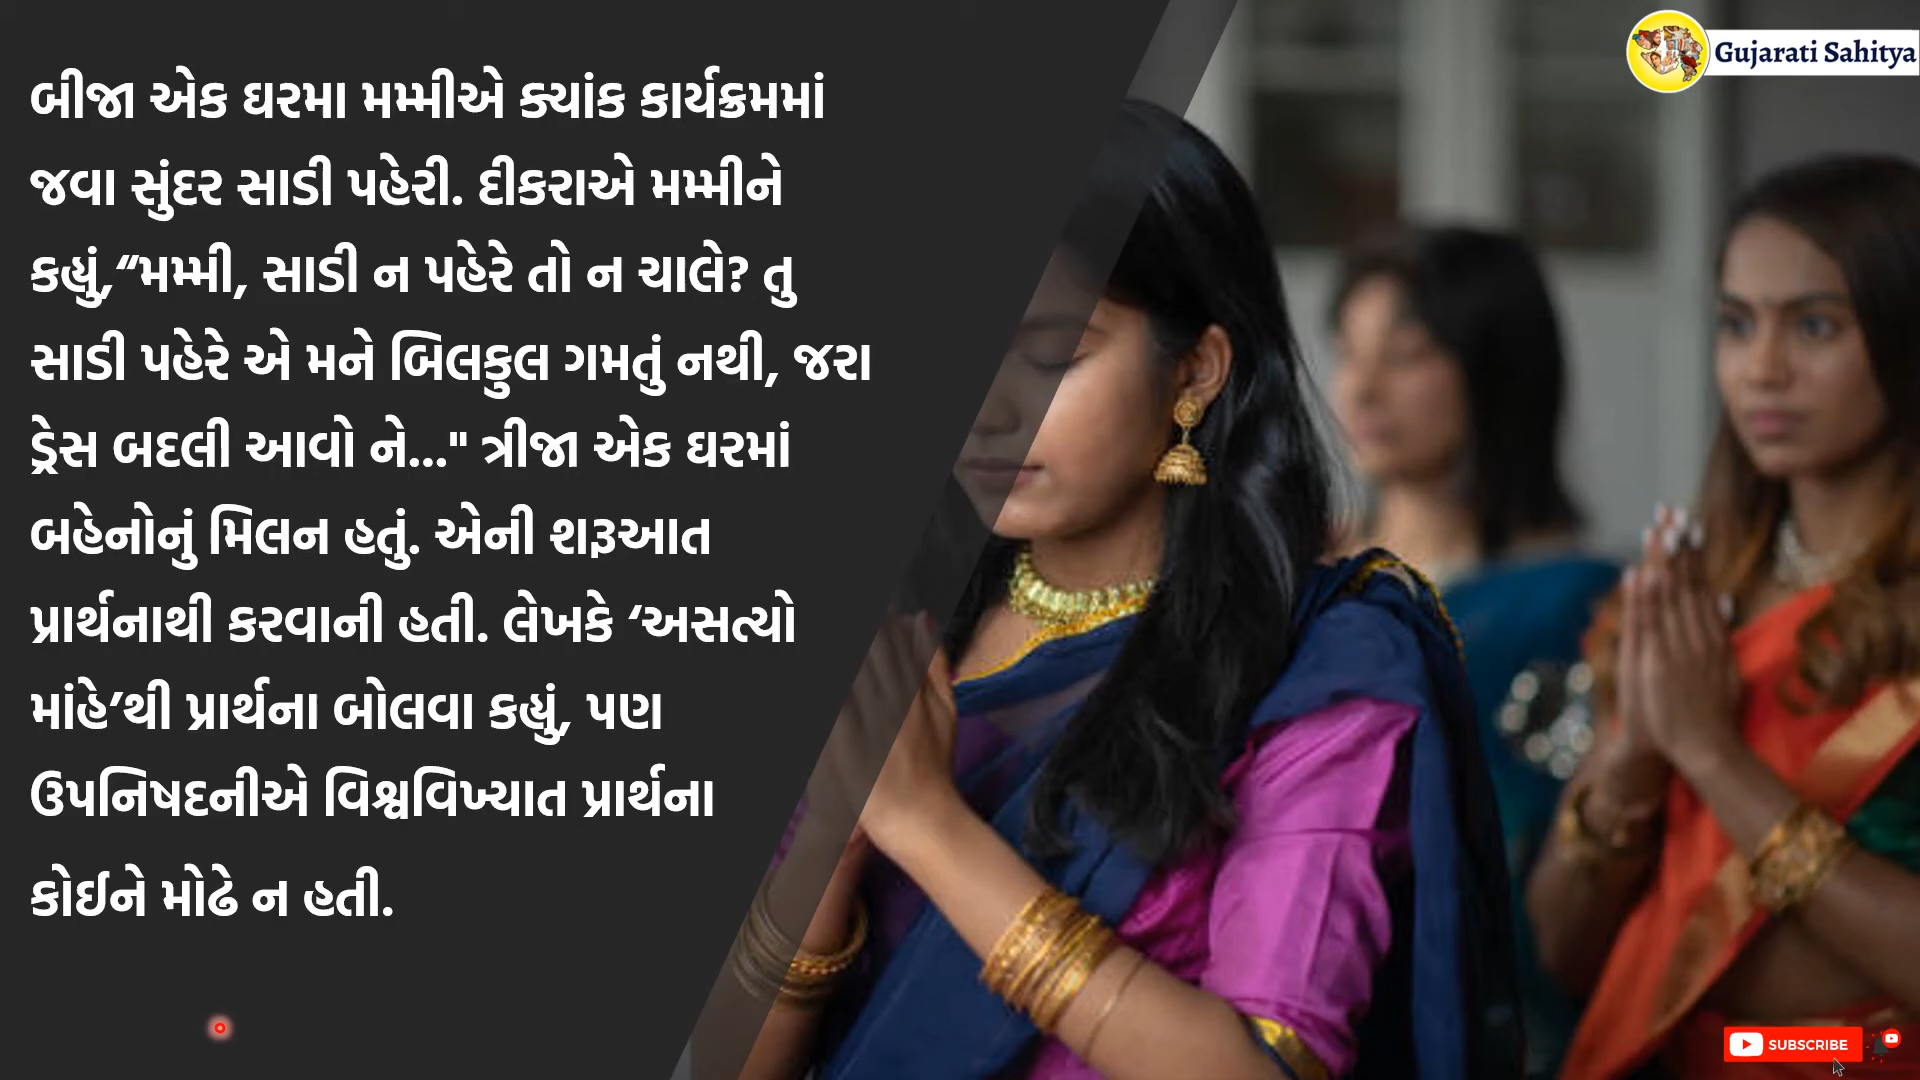 બીજા એક ઘરમા મમ્મીએ ક્યાંક કાર્યક્રમમાં
જવા સુંદર સાડી પહેરી. દીકરાએ મમ્મીને
કહ્યું,“મમ્મી, સાડી ન પહેરે તો ન ચાલે? તુ
સાડી પહેરે એ મને બિલકુલ ગમતું નથી, જરા
ડ્રેસ બદલી આવો ને..." ત્રીજા એક ઘરમાં
બહેનોનું મિલન હતું. એની શરૂઆત
પ્રાર્થનાથી કરવાની હતી. લેખકે ‘અસત્યો
માંહે’થી પ્રાર્થના બોલવા કહ્યું, પણ
ઉપનિષદનીએ વિશ્વવિખ્યાત પ્રાર્થના
કોઈને મોઢે ન હતી.
Gujarati Sahitya
SUBSCRIBE